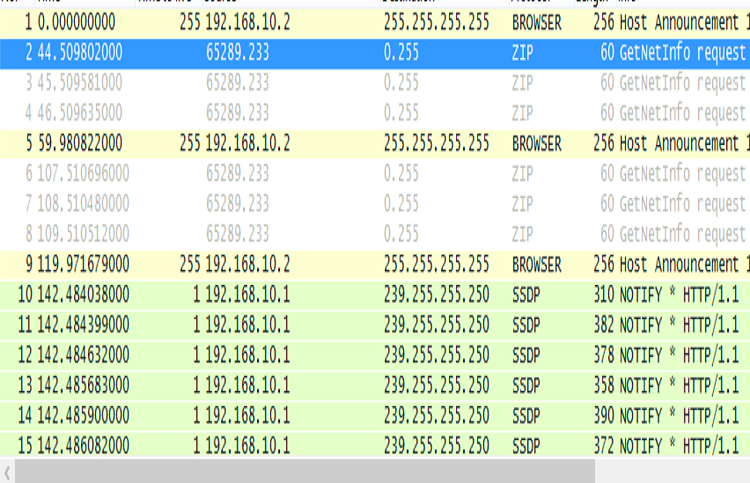 1 0.000000000 255 192.168.10.2 255.255.255.255 BROWSER 256 Host Announcement
2 44.509802000 65289.233 0.255 ZIP 60 GetNetInfo request
3 45.509581000 65289.233 0.255 ZIP 60 GetNetInfo request
4 46.509635000 65289.233 0.255 ZIP 60 GetNetInfo request
5 59.980822000 255 192.168.10.2 255.255.255.255 BROWSER 256 Host Announcement
6 107.510696000 65289.233 0.255 ZIP 60 GetNetInfo request
7 108.510480000 65289.233 0.255 ZIP 60 GetNetInfo request
8 109.510512000 65289.233 0.255 ZIP 60 GetNetInfo request
9 119.971679000 255 192.168.10.2 255.255.255.255 BROWSER 256 Host Announcement
10 142.484038000 1 192.168.10.1 239.255.255.250 SSDP 310 NOTIFY * HTTP/1.1
11 142.484399000 1 192.168.10.1 239.255.255.250 SSDP 382 NOTIFY * HTTP/1.1
12 142.484632000 1 192.168.10.1 239.255.255.250 SSDP 378 NOTIFY * HTTP/1.1
13 142.485683000 1 192.168.10.1 239.255.255.250 SSDP 358 NOTIFY * HTTP/1.1
14 142.485900000 1 192.168.10.1 239.255.255.250 SSDP 390 NOTIFY * HTTP/1.1
15 142.486082000 1 192.168.10.1 239.255.255.250 SSDP 372 NOTIFY * HTTP/1.1